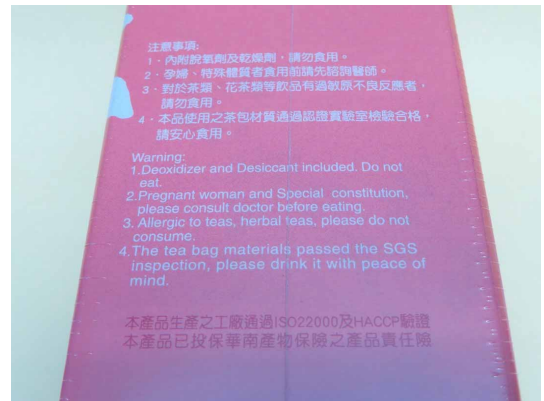 注意事項:
1、內附脫氧劑及乾燥劑，請勿食用。
2、孕婦、特殊體質者食用前請先諮詢醫師。
3、對於茶類、花茶類等飲品有過敏原不良反應者，
請勿食用。
4、本品使用之茶包材質通過認證實驗室檢驗合格，
請安心食用。
Warning:
1.Deoxidizer and Desiccant included. Do not
eat.
2.Pregnant woman and Special constitution,
please consult doctor before eating.
3. Allergic to teas, herbal teas, please do not
consume.
4.The tea bag materials passed the SGS
inspection, please drink it with peace of
mind.
本產品生產之工廠通過ISO22000及HACCP驗證
本產品已投保華南產物保險之產品責任險